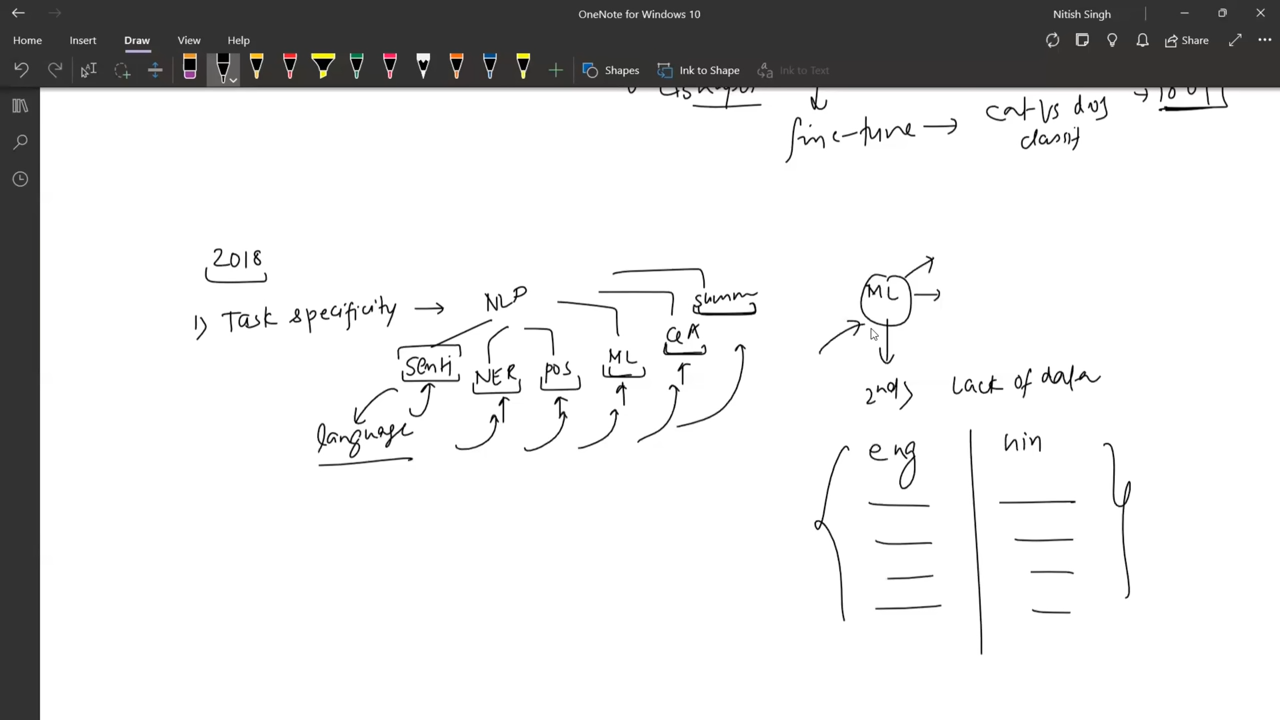 OneNote for Windows 10
Nitish Singh
Home Insert Draw View Help
Share
Shapes
Ink to Shape
Ink to Text
fine-tune → cat vs dog
classif
2018
1) Task specificity → NLP
Senti NER POS ML Q&A summ
language
ML
2nd> Lack of data
eng hin